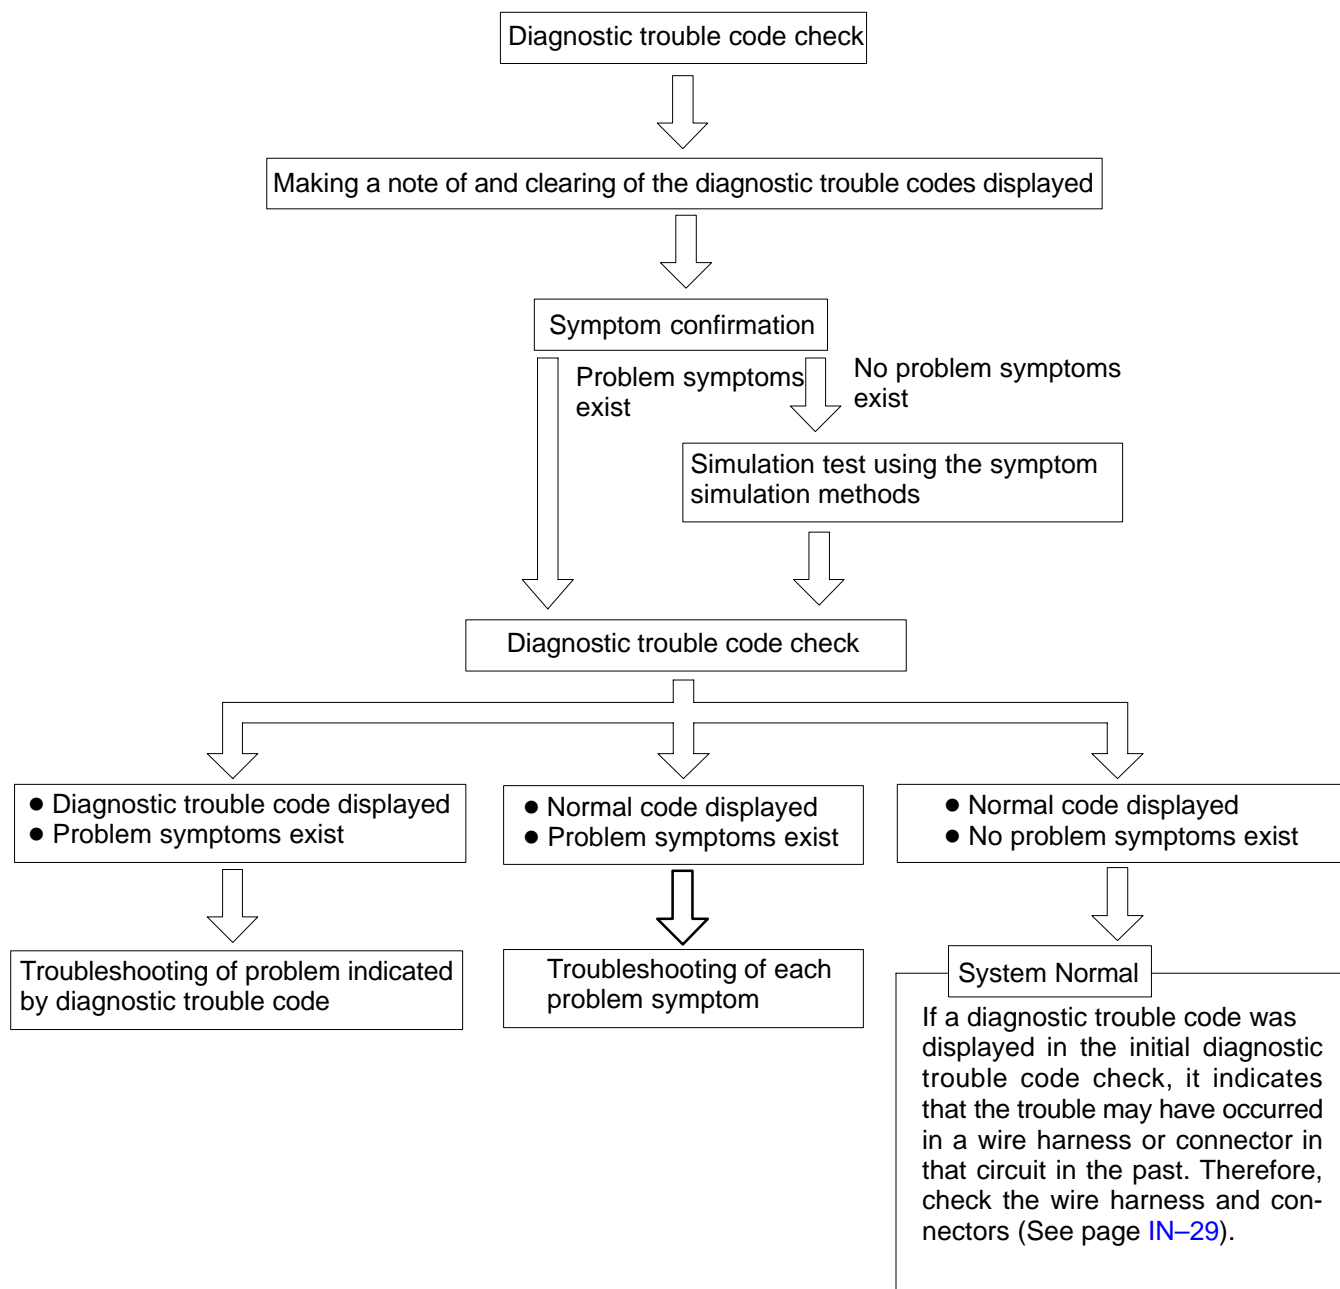 Diagnostic trouble code check
Making a note of and clearing of the diagnostic trouble codes displayed
Symptom confirmation
Problem symptoms
exist
No problem symptoms
exist
Simulation test using the symptom
simulation methods
Diagnostic trouble code check
● Diagnostic trouble code displayed
● Problem symptoms exist
● Normal code displayed
● Problem symptoms exist
● Normal code displayed
● No problem symptoms exist
Troubleshooting of problem indicated
by diagnostic trouble code
Troubleshooting of each
problem symptom
System Normal
If a diagnostic trouble code was
displayed in the initial diagnostic
trouble code check, it indicates
that the trouble may have occurred
in a wire harness or connector in
that circuit in the past. Therefore,
check the wire harness and con-
nectors (See page IN–29).